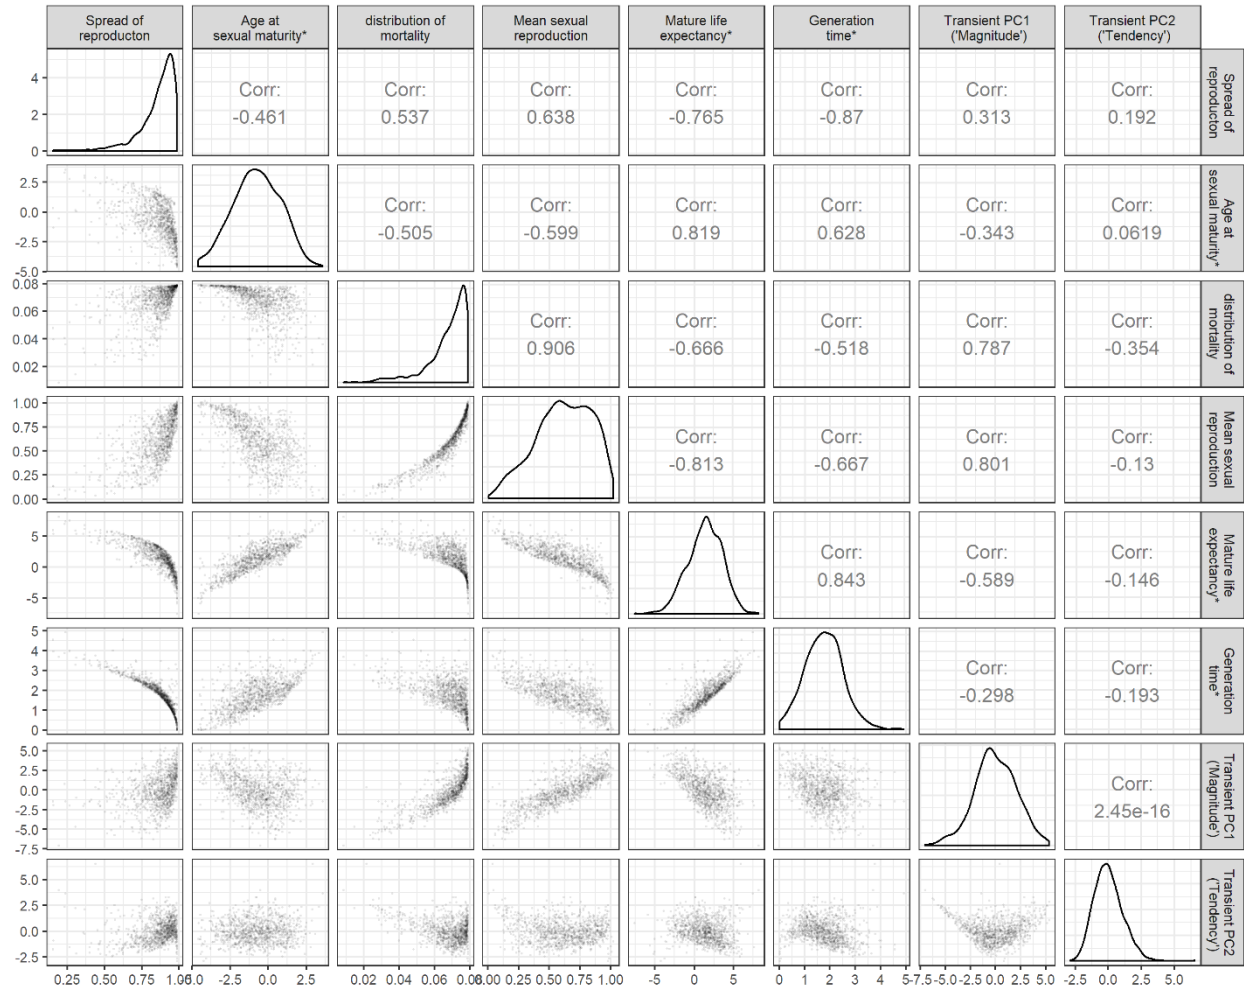 Spread of
reproducton
Age at
sexual maturity*
distribution of
mortality
Mean sexual
reproduction
Mature life
expectancy*
Generation
time*
Transient PC1
('Magnitude')
Transient PC2
('Tendency')
4
2
0
Corr:
-0.461
Corr:
0.537
Corr:
0.638
Corr:
-0.765
Corr:
-0.87
Corr:
0.313
Corr:
0.192
Spread of
reproducton
2.5
0.0
-2.5
-5.0
Corr:
-0.505
Corr:
-0.599
Corr:
0.819
Corr:
0.628
Corr:
-0.343
Corr:
0.0619
Age at
sexual maturity*
0.08
0.06
0.04
0.02
Corr:
0.906
Corr:
-0.666
Corr:
-0.518
Corr:
0.787
Corr:
-0.354
distribution of
mortality
1.00
0.75
0.50
0.25
0.00
Corr:
-0.813
Corr:
-0.667
Corr:
0.801
Corr:
-0.13
Mean sexual
reproduction
5
0
-5
Corr:
0.843
Corr:
-0.589
Corr:
-0.146
Mature life
expectancy*
5
4
3
2
1
0
Corr:
-0.298
Corr:
-0.193
Generation
time*
5.0
2.5
0.0
-2.5
-5.0
-7.5
Corr:
2.45e-16
Transient PC1
('Magnitude')
5.0
2.5
0.0
-2.5
Transient PC2
('Tendency')
0.25 0.50 0.75 1.00 -2.5 0.0 2.5 0.02 0.04 0.06 0.08 0.00 0.25 0.50 0.75 1.00 -5 0 5 0 1 2 3 4 5 -7.5 -5.0 -2.5 0.0 2.5 5.0 -2.5 0.0 2.5 5.0